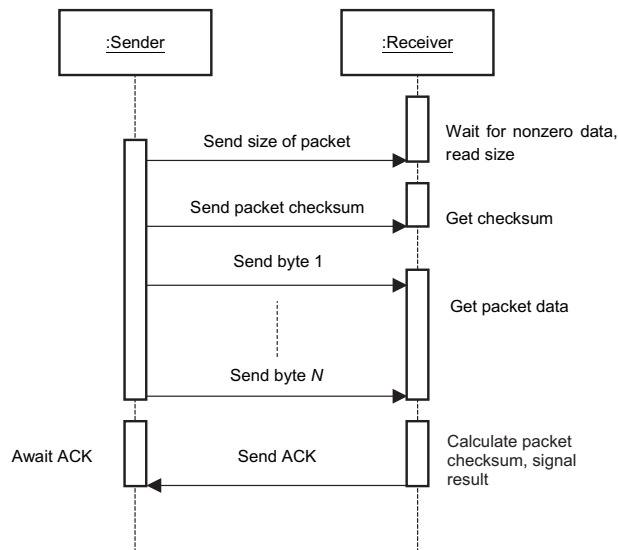 :Sender
:Receiver
Send size of packet
Wait for nonzero data,
read size
Send packet checksum
Get checksum
Send byte 1
Get packet data
Send byte N
Await ACK
Send ACK
Calculate packet
checksum, signal
result